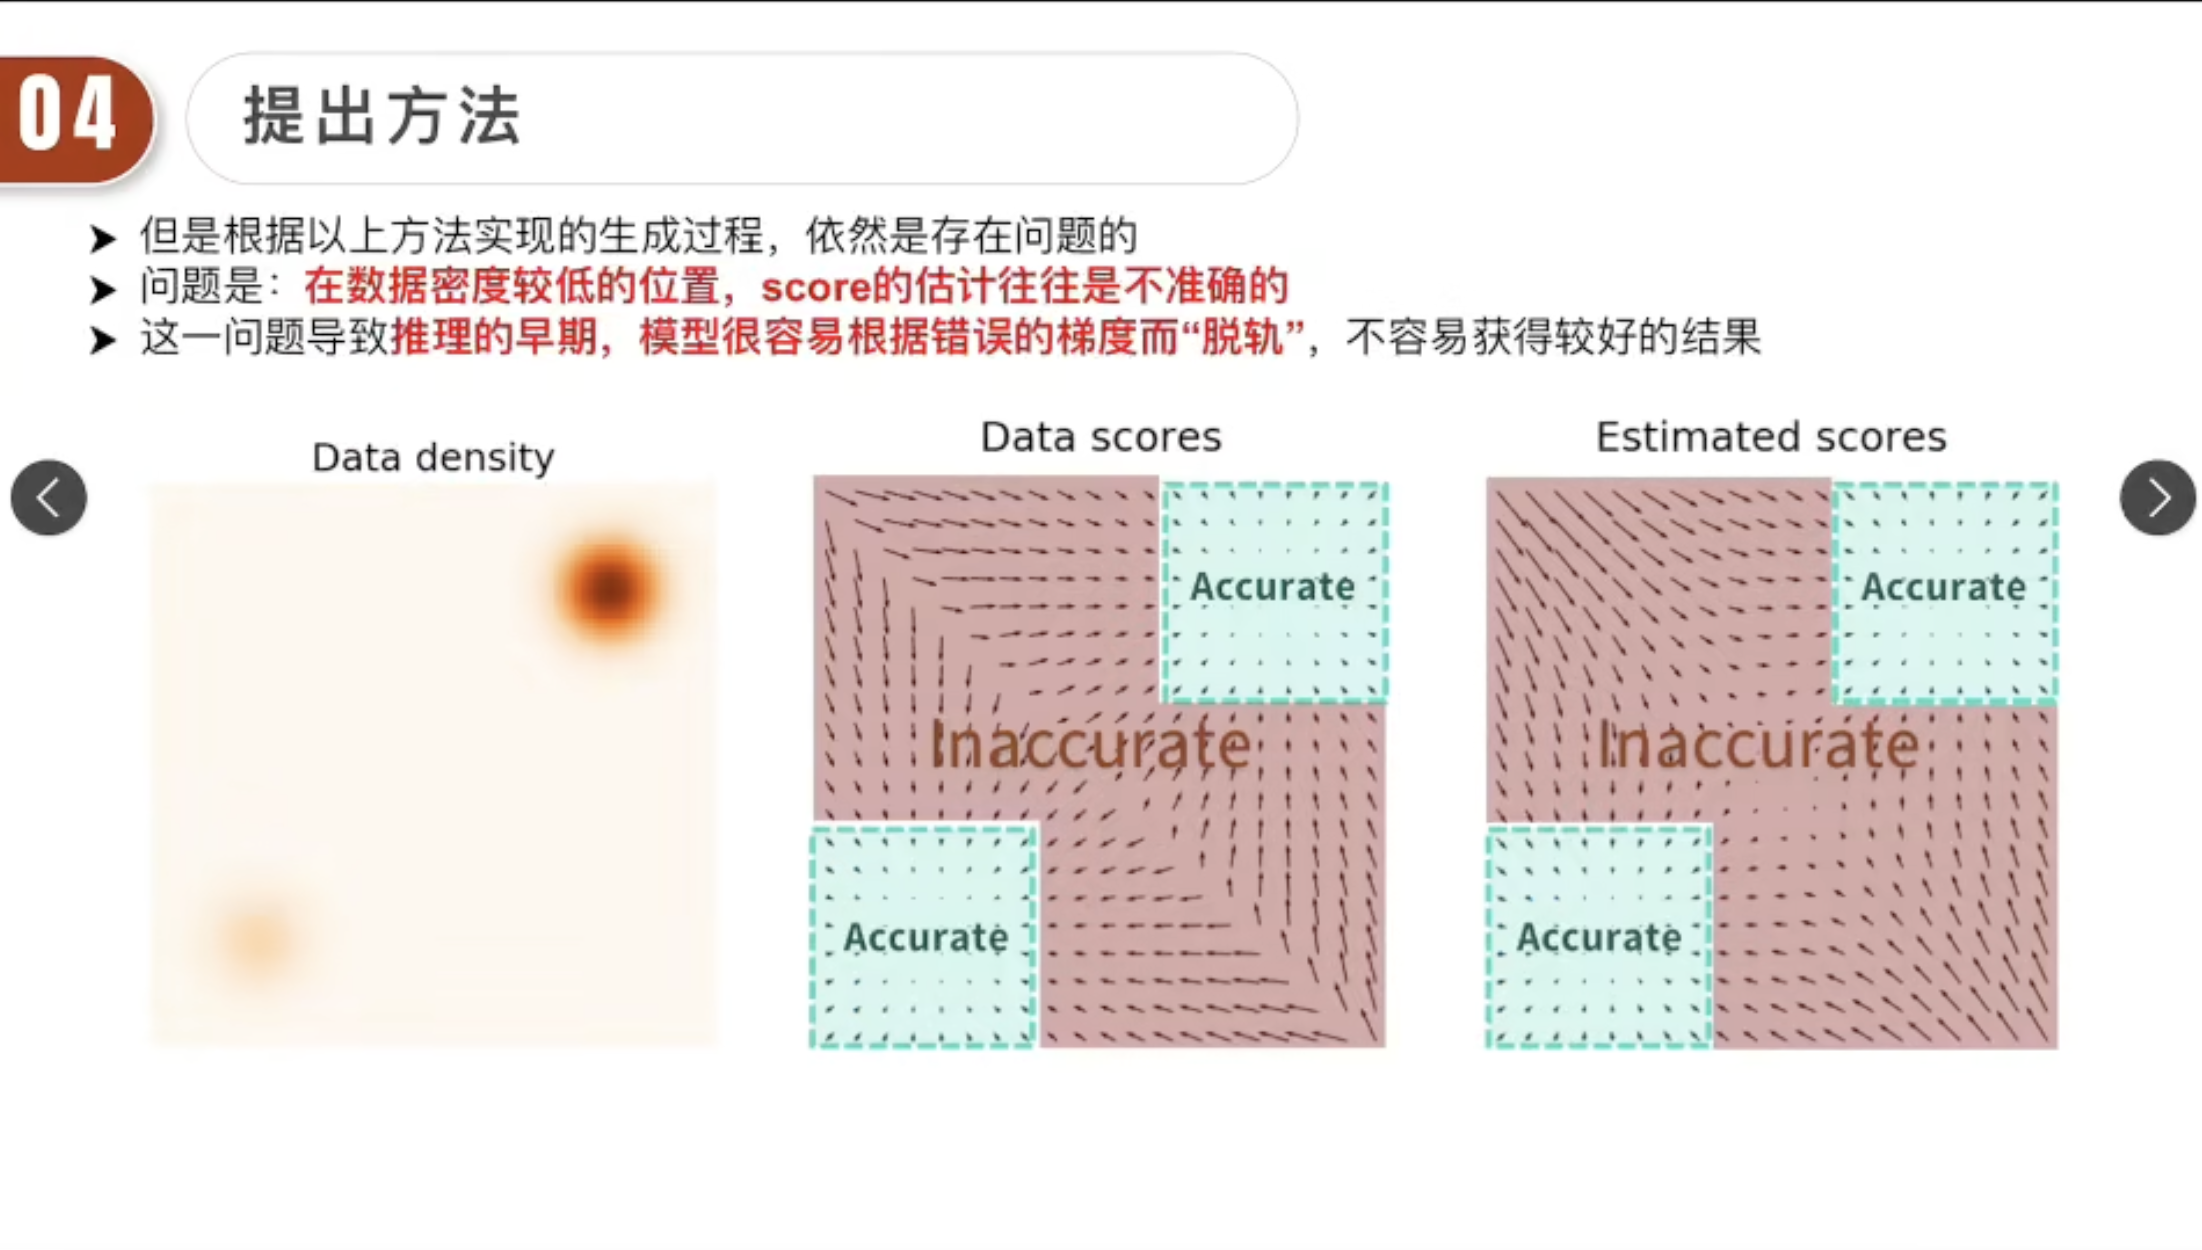 04
提出方法
但是根据以上方法实现的生成过程，依然是存在问题的
问题是：在数据密度较低的位置，score的估计往往是不准确的
这一问题导致推理的早期，模型很容易根据错误的梯度而“脱轨”，不容易获得较好的结果
Data density
Data scores
Estimated scores
Accurate
Accurate
Inaccurate
Inaccurate
Accurate
Accurate